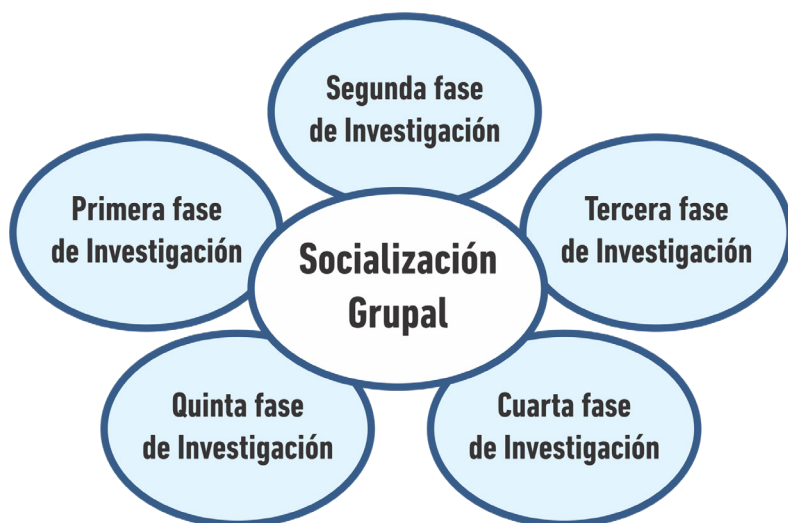 Segunda fase
de Investigación
Primera fase
de Investigación
Tercera fase
de Investigación
Socialización
Grupal
Quinta fase
de Investigación
Cuarta fase
de Investigación